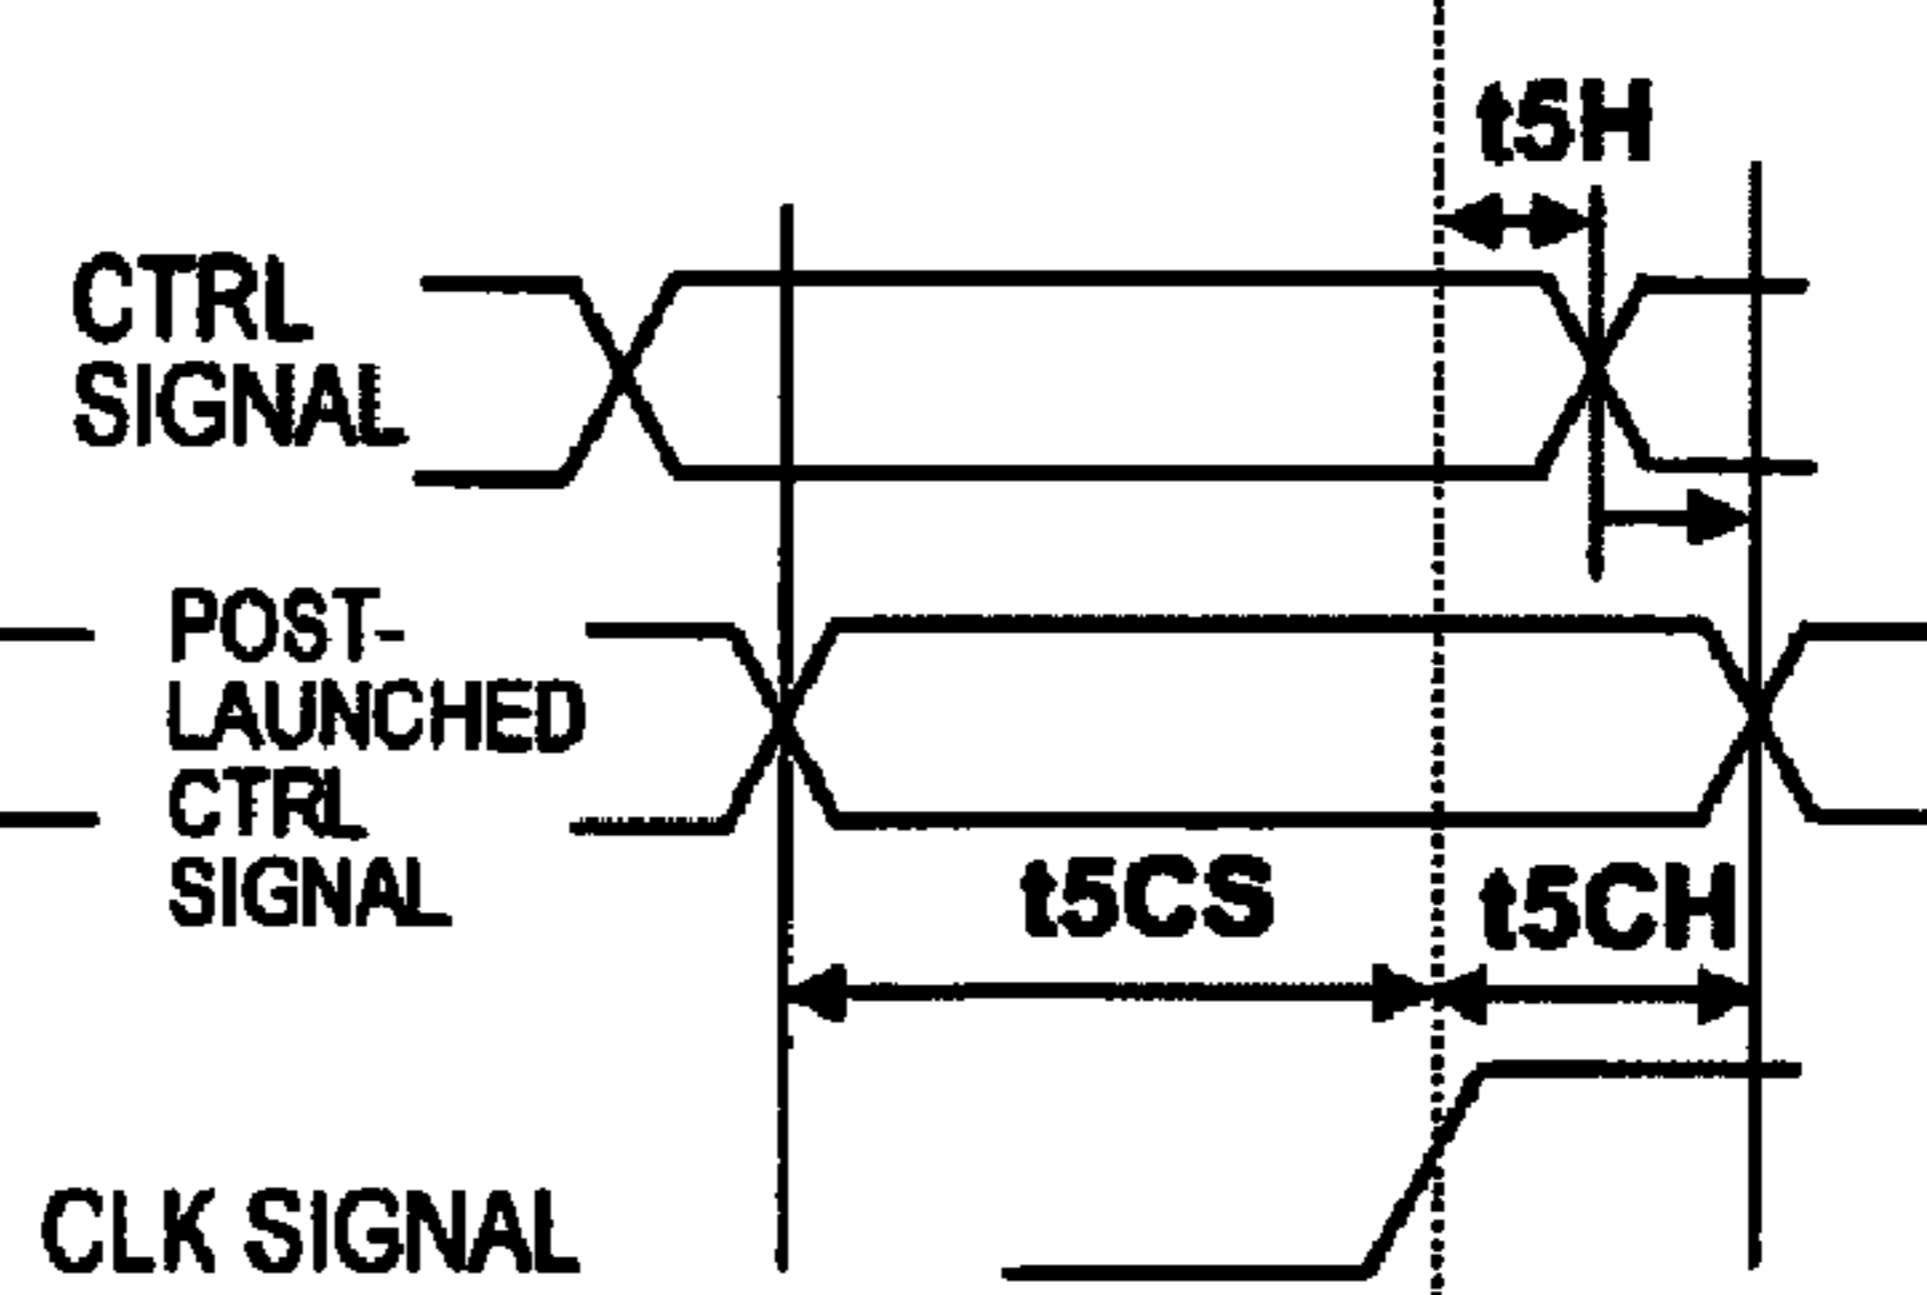 t5H
CTRL
SIGNAL
POST-
LAUNCHED
CTRL
SIGNAL
t5CS
t5CH
CLK SIGNAL